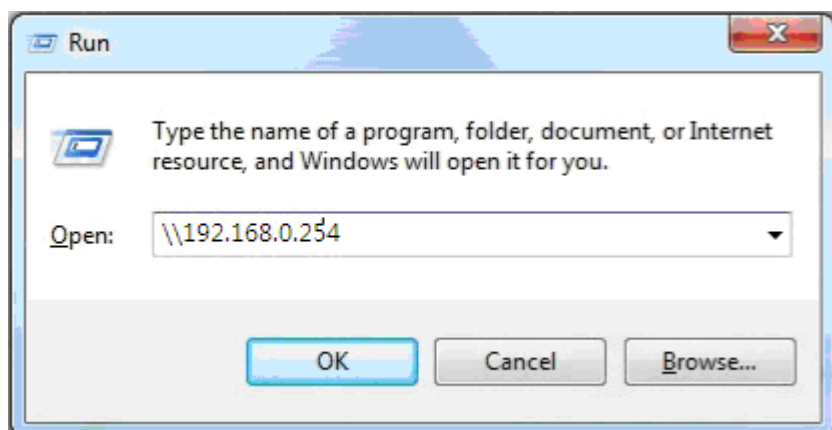 Run
Type the name of a program, folder, document, or Internet
resource, and Windows will open it for you.
Open: \\192.168.0.254
OK Cancel Browse...